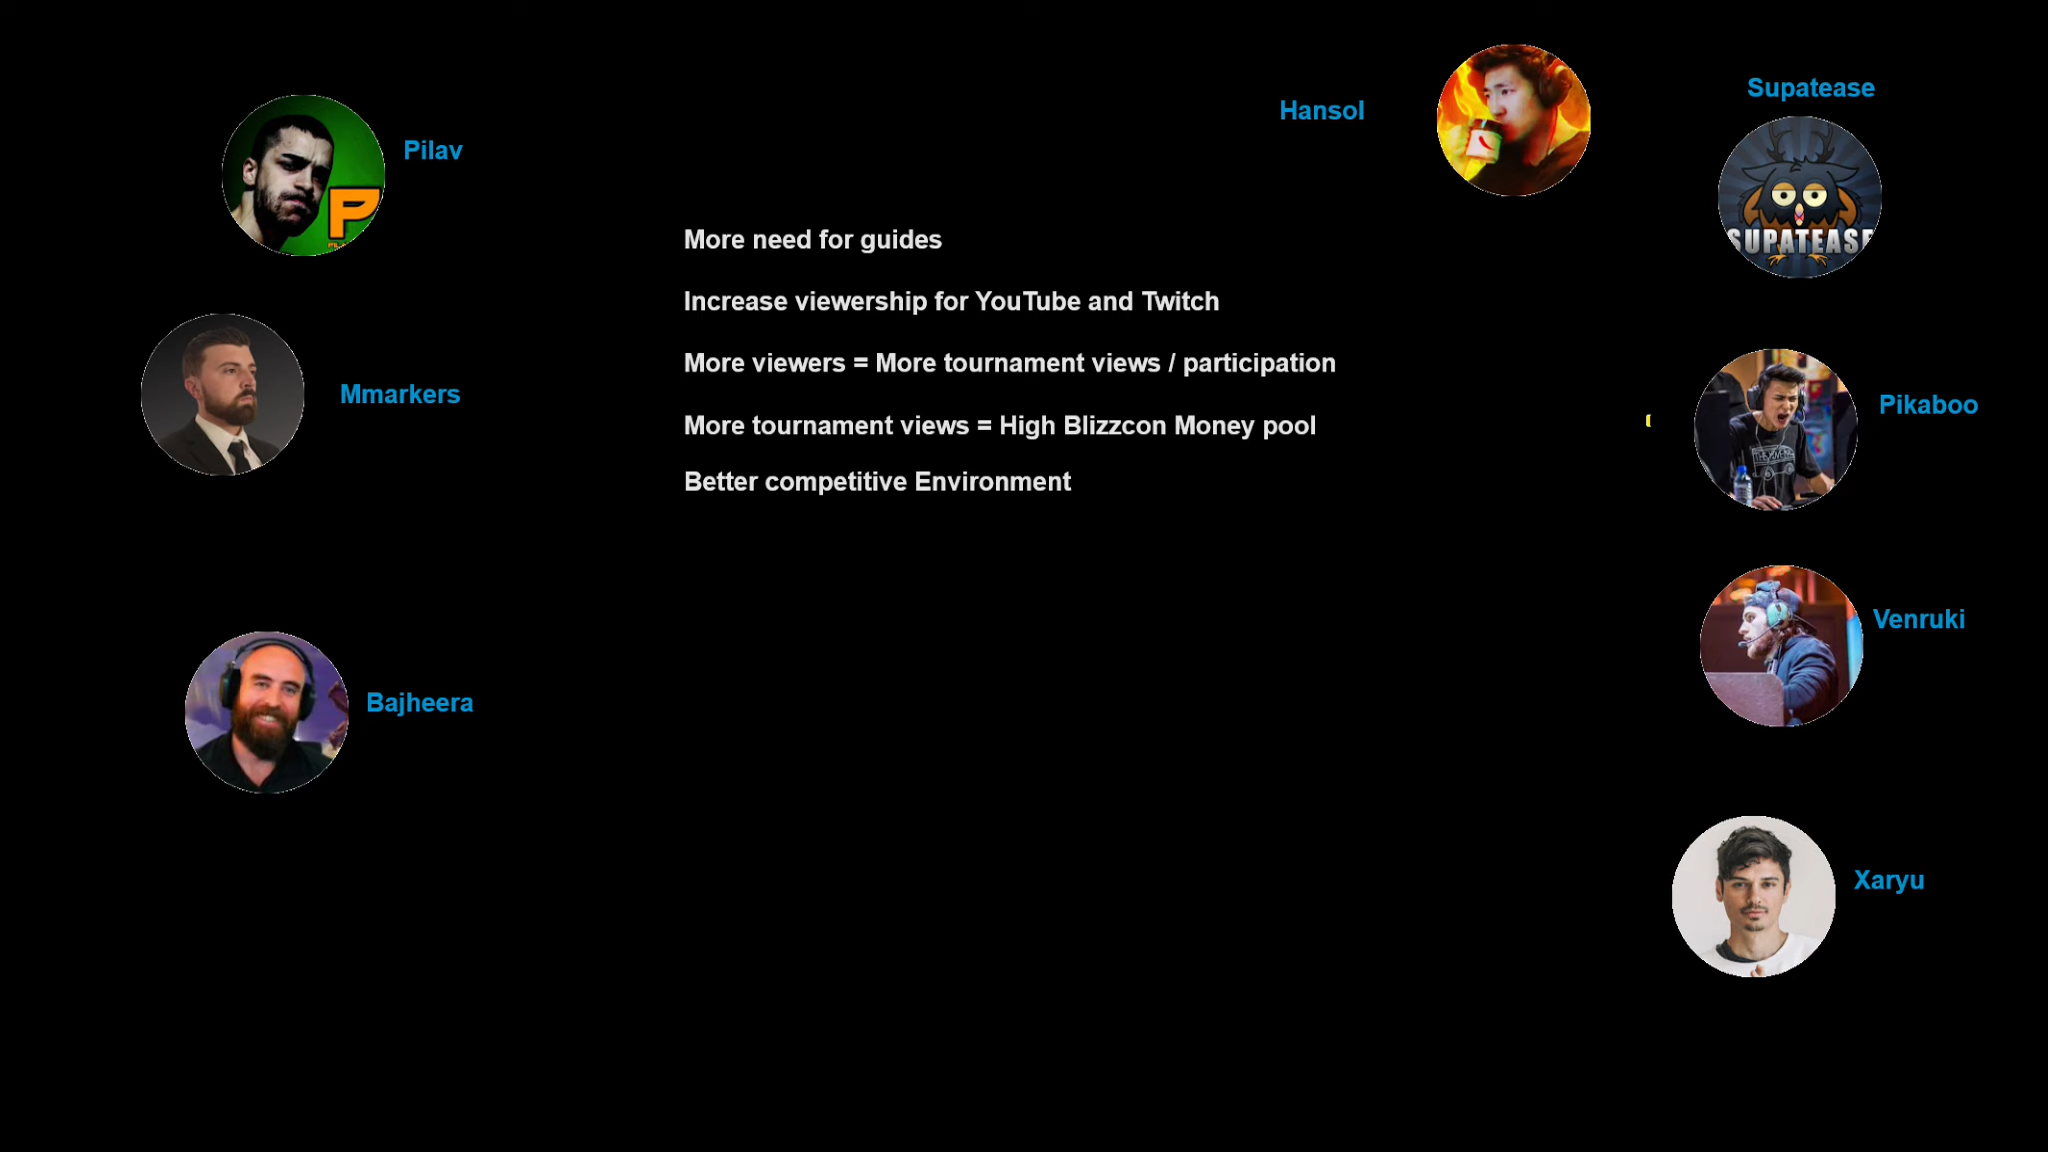 Supatease
Hansol
Pilav
P
SUPATEASE
More need for guides
Increase viewership for YouTube and Twitch
More viewers = More tournament views / participation
Mmarkers
Pikaboo
More tournament views = High Blizzcon Money pool
Better competitive Environment
Venruki
Bajheera
Xaryu